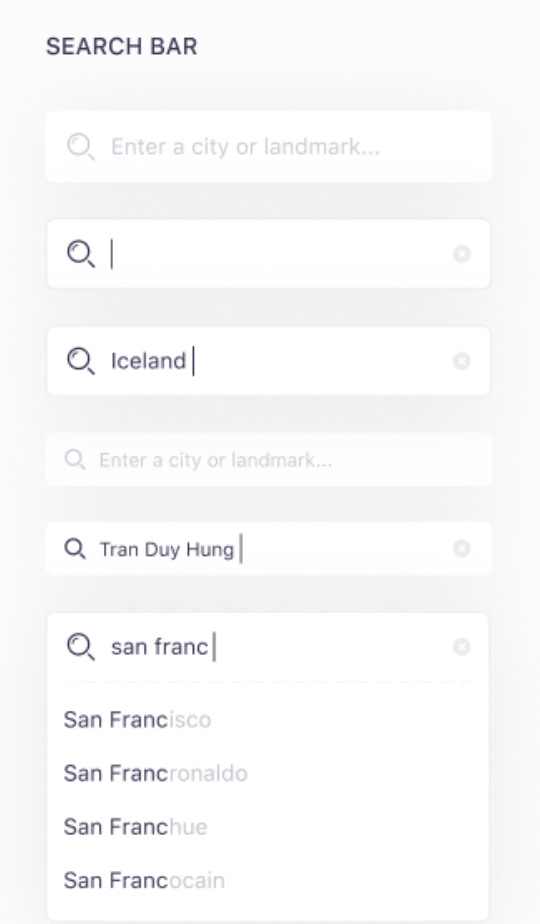 SEARCH BAR
Enter a city or landmark...
Iceland
Enter a city or landmark...
Tran Duy Hung
san franc
San Francisco
San Francronaldo
San Franchue
San Francocain